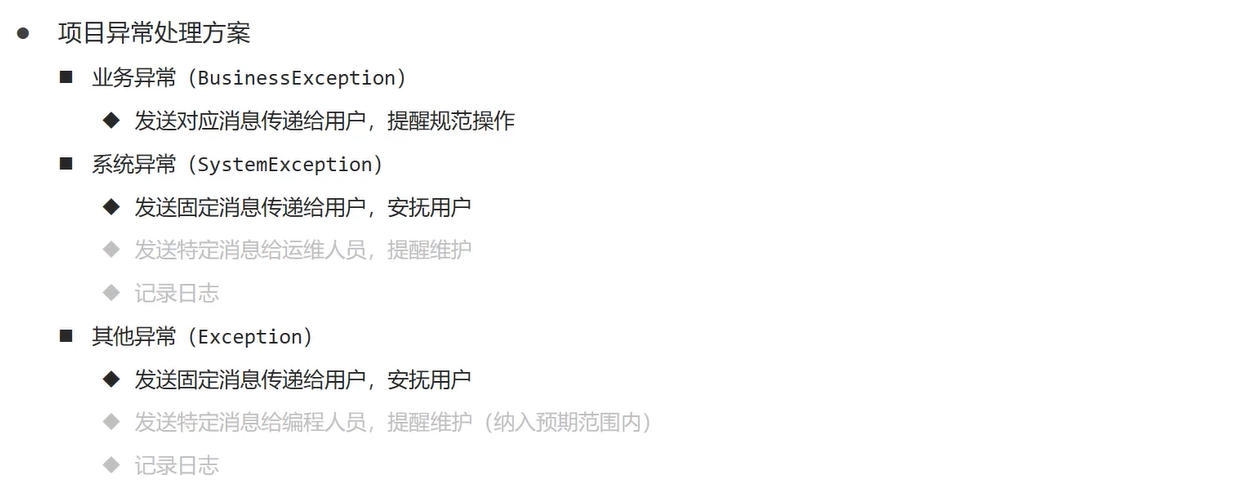 ● 项目异常处理方案
■ 业务异常（BusinessException）
◆ 发送对应消息传递给用户，提醒规范操作
■ 系统异常（SystemException）
◆ 发送固定消息传递给用户，安抚用户
◆ 发送特定消息给运维人员，提醒维护
◆ 记录日志
■ 其他异常（Exception）
◆ 发送固定消息传递给用户，安抚用户
◆ 发送特定消息给编程人员，提醒维护（纳入预期范围内）
◆ 记录日志